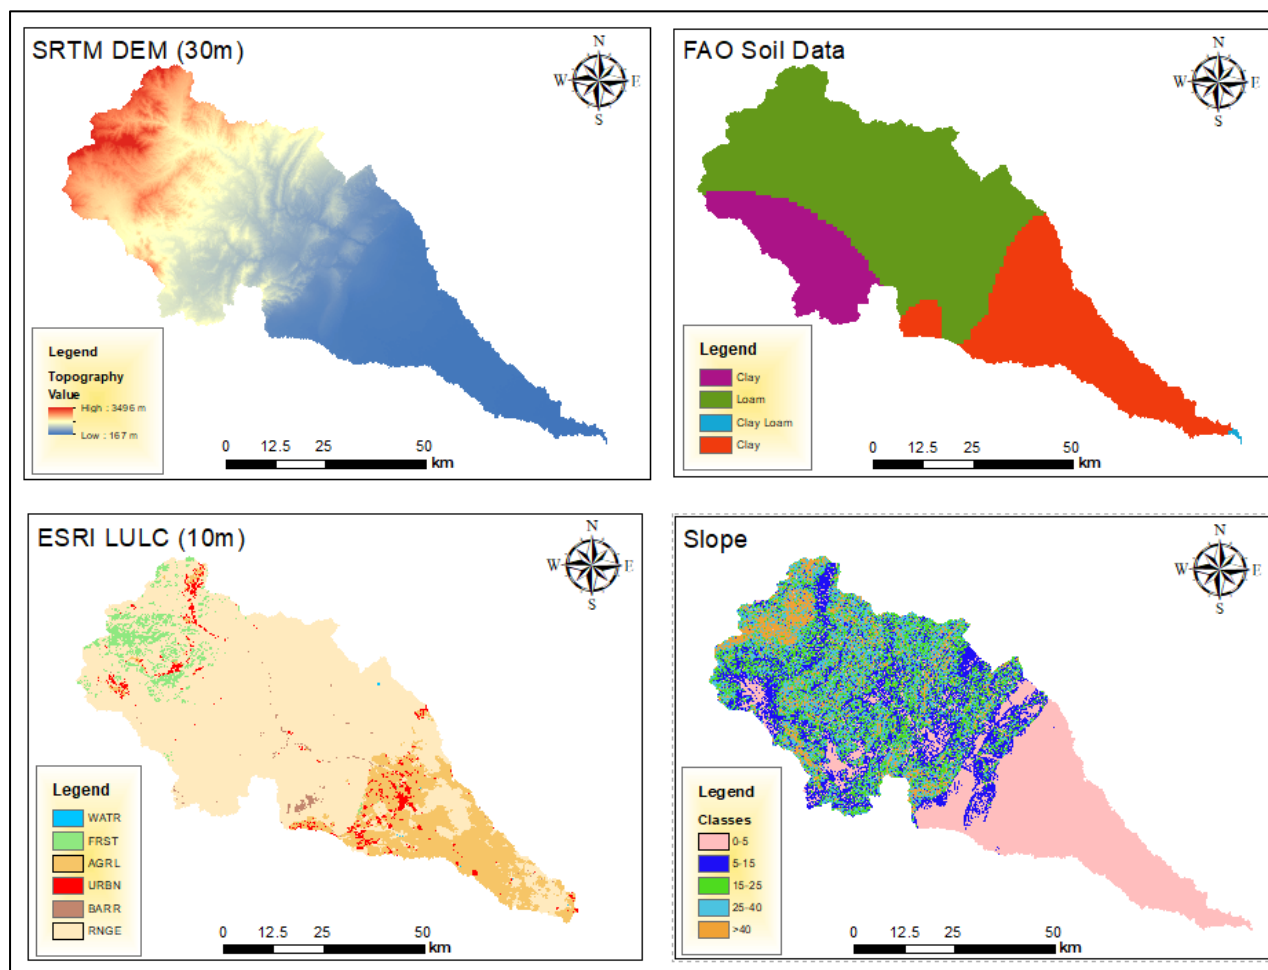 SRTM DEM (30m)
N
W E
S
Legend
Topography
Value
High : 3496 m
Low : 167 m
0 12.5 25 50
km
FAO Soil Data
N
W E
S
Legend
Clay
Loam
Clay Loam
Clay
0 12.5 25 50
km
ESRI LULC (10m)
N
W E
S
Legend
WATR
FRST
AGRL
URBN
BARR
RNGE
0 12.5 25 50
km
Slope
N
W E
S
Legend
Classes
0-5
5-15
15-25
25-40
>40
0 12.5 25 50
km